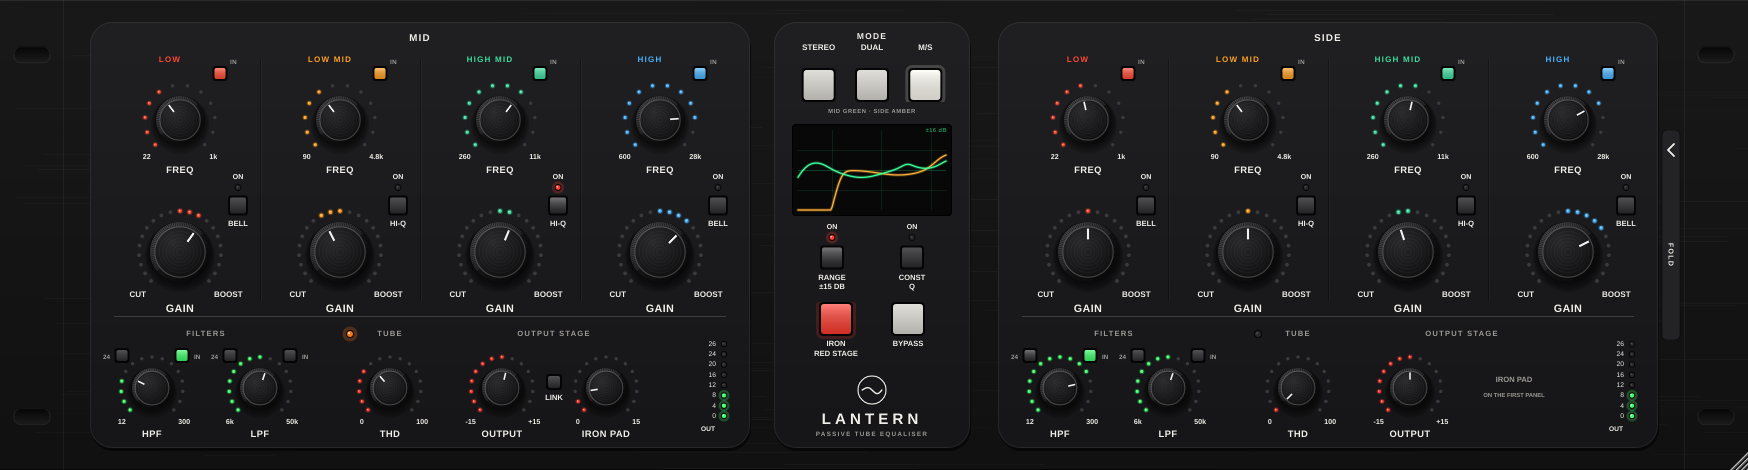 MID
LOW
IN
LOW MID
IN
HIGH MID
IN
HIGH
IN
22
1k
FREQ
90
4.8k
FREQ
260
11k
FREQ
600
28k
FREQ
ON
BELL
ON
HI-Q
ON
HI-Q
ON
BELL
CUT
BOOST
GAIN
CUT
BOOST
GAIN
CUT
BOOST
GAIN
CUT
BOOST
GAIN
FILTERS
TUBE
OUTPUT STAGE
24
IN
24
IN
12
300
HPF
6k
50k
LPF
0
100
THD
-15
+15
OUTPUT
LINK
0
15
IRON PAD
26
24
20
16
12
8
4
0
OUT
MODE
STEREO
DUAL
M/S
MID GREEN · SIDE AMBER
±16 dB
ON
RANGE
±15 DB
ON
CONST
Q
IRON
RED STAGE
BYPASS
LANTERN
PASSIVE TUBE EQUALISER
SIDE
LOW
IN
LOW MID
IN
HIGH MID
IN
HIGH
IN
22
1k
FREQ
90
4.8k
FREQ
260
11k
FREQ
600
28k
FREQ
ON
BELL
ON
HI-Q
ON
HI-Q
ON
BELL
CUT
BOOST
GAIN
CUT
BOOST
GAIN
CUT
BOOST
GAIN
CUT
BOOST
GAIN
FILTERS
TUBE
OUTPUT STAGE
24
IN
24
IN
12
300
HPF
6k
50k
LPF
0
100
THD
-15
+15
OUTPUT
IRON PAD
ON THE FIRST PANEL
26
24
20
16
12
8
4
0
OUT
FOLD